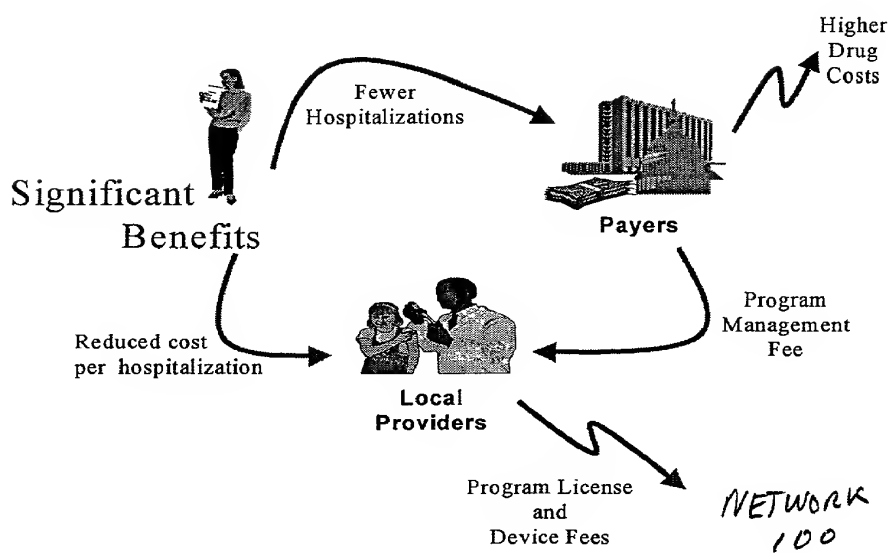 Higher
Drug
Costs
Fewer
Hospitalizations
Significant
Benefits
Payers
Program
Management
Fee
Reduced cost
per hospitalization
Local
Providers
Program License
and
Device Fees
NETWORK
100